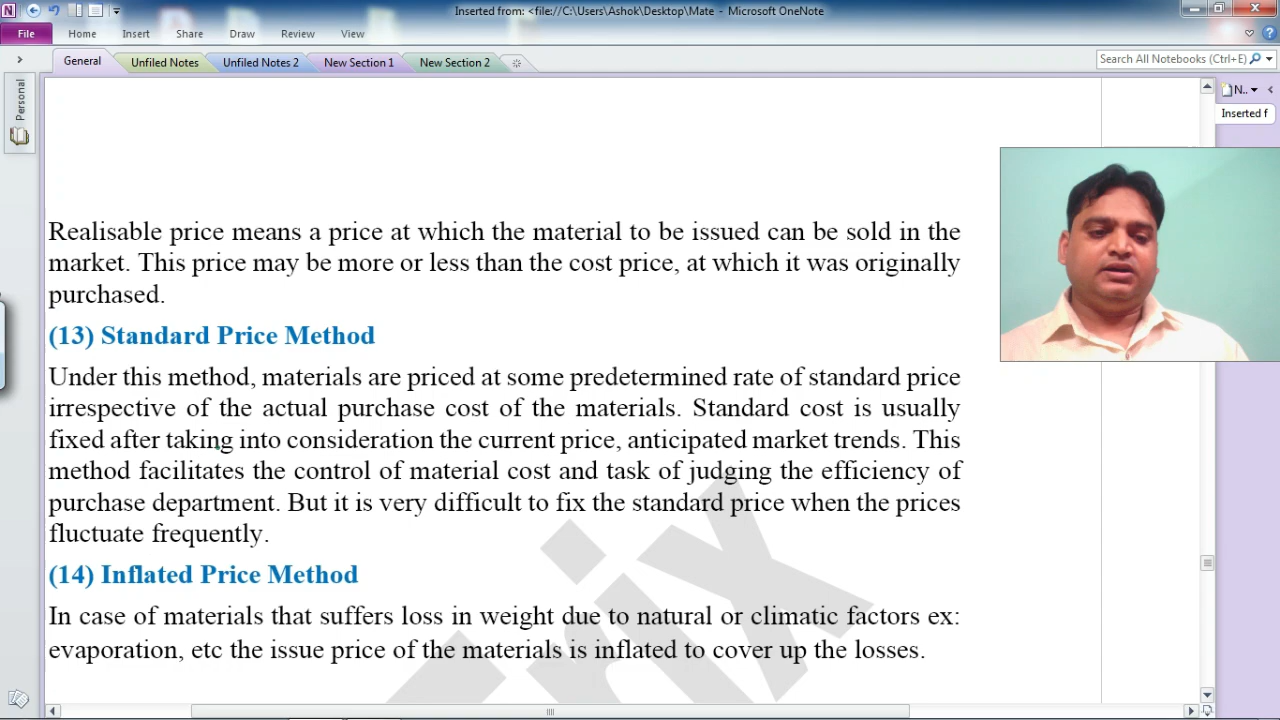 Inserted from: <file://C:\Users\Ashok\Desktop\Mate - Microsoft OneNote
File Home Insert Share Draw Review View
General Unfiled Notes Unfiled Notes 2 New Section 1 New Section 2
Search All Notebooks (Ctrl+E)
N..
Inserted f
Personal
Realisable price means a price at which the material to be issued can be sold in the
market. This price may be more or less than the cost price, at which it was originally
purchased.
(13) Standard Price Method
Under this method, materials are priced at some predetermined rate of standard price
irrespective of the actual purchase cost of the materials. Standard cost is usually
fixed after taking into consideration the current price, anticipated market trends. This
method facilitates the control of material cost and task of judging the efficiency of
purchase department. But it is very difficult to fix the standard price when the prices
fluctuate frequently.
(14) Inflated Price Method
In case of materials that suffers loss in weight due to natural or climatic factors ex:
evaporation, etc the issue price of the materials is inflated to cover up the losses.